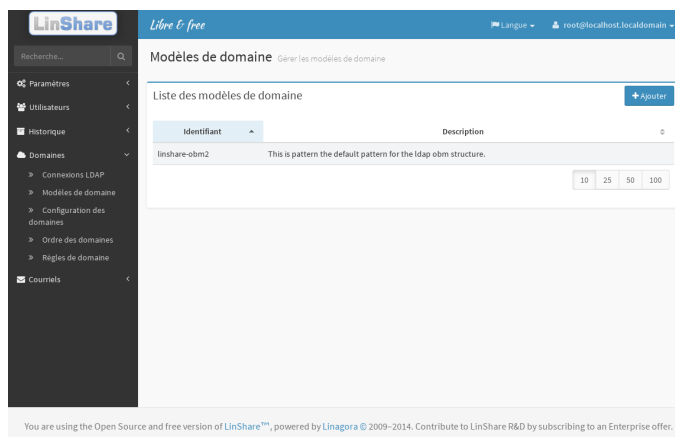 LinShare
Libre & free
Langue
root@localhost.localdomain
Recherche...
Modèles de domaine Gérer les modèles de domaine
Paramètres
Utilisateurs
Historique
Domaines
Connexions LDAP
Modèles de domaine
Configuration des
domaines
Ordre des domaines
Règles de domaine
Courriels
Liste des modèles de domaine
Ajouter
Identifiant Description
linshare-obm2 This is pattern the default pattern for the ldap obm structure.
10 25 50 100
You are using the Open Source and free version of LinShare™, powered by Linagora © 2009–2014. Contribute to LinShare R&D by subscribing to an Enterprise offer.